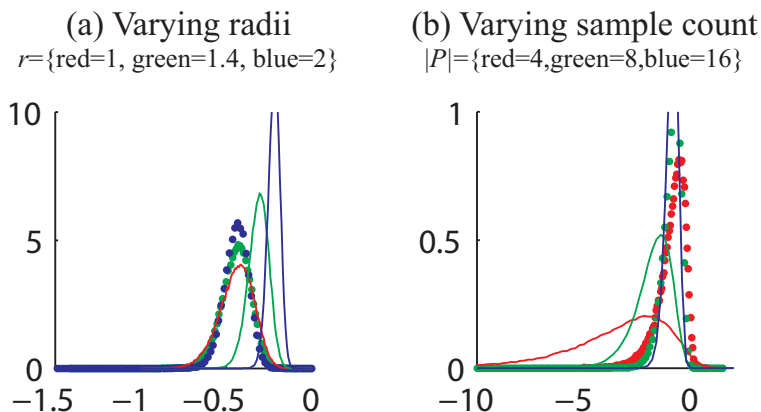 (a) Varying radii
r={red=1, green=1.4, blue=2}
10
5
0
−1.5 −1 −0.5 0
(b) Varying sample count
|P|={red=4,green=8,blue=16}
1
0.5
0
−10 −5 0